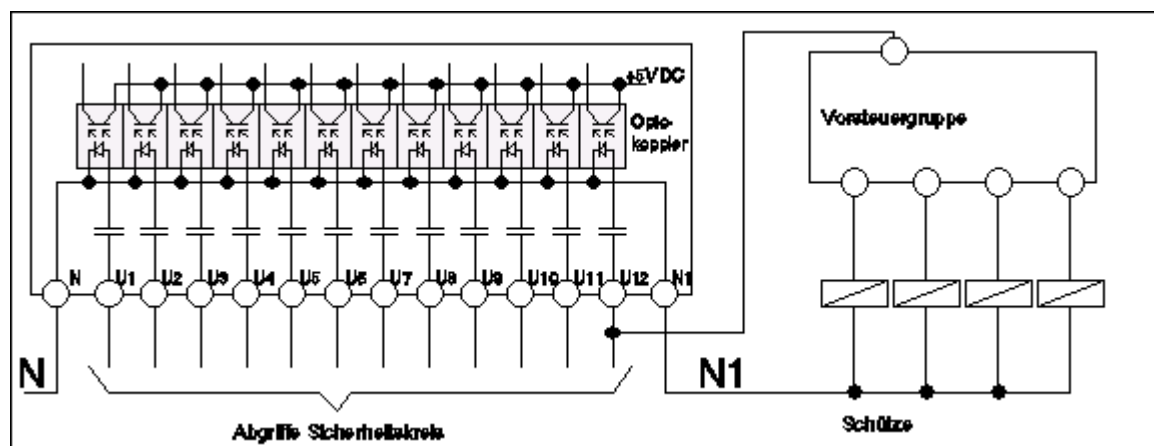 +5VDC
Opto-
koppler
Vorsteuergruppe
N U1 U2 U3 U4 U5 U6 U7 U8 U9 U10 U11 U12 N1
N
N1
Abgriffe Sicherheitskreis
Schütze